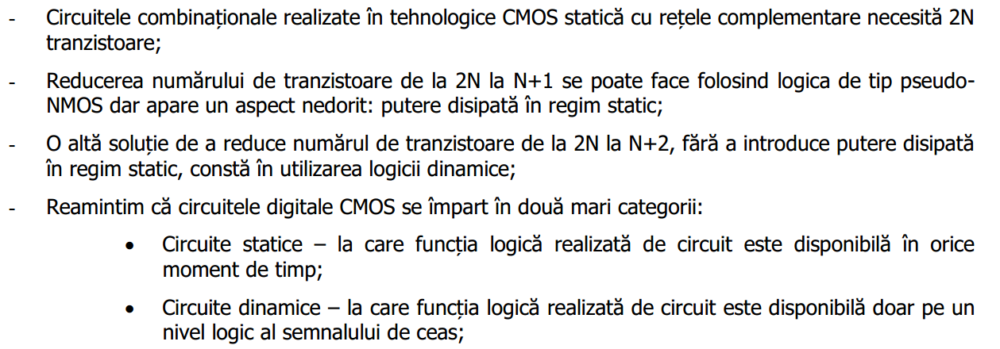 - Circuitele combinaționale realizate în tehnologice CMOS statică cu rețele complementare necesită 2N
tranzistoare;
- Reducerea numărului de tranzistoare de la 2N la N+1 se poate face folosind logica de tip pseudo-
NMOS dar apare un aspect nedorit: putere disipată în regim static;
- O altă soluție de a reduce numărul de tranzistoare de la 2N la N+2, fără a introduce putere disipată
în regim static, constă în utilizarea logicii dinamice;
- Reamintim că circuitele digitale CMOS se împart în două mari categorii:
• Circuite statice – la care funcția logică realizată de circuit este disponibilă în orice
moment de timp;
• Circuite dinamice – la care funcția logică realizată de circuit este disponibilă doar pe un
nivel logic al semnalului de ceas;